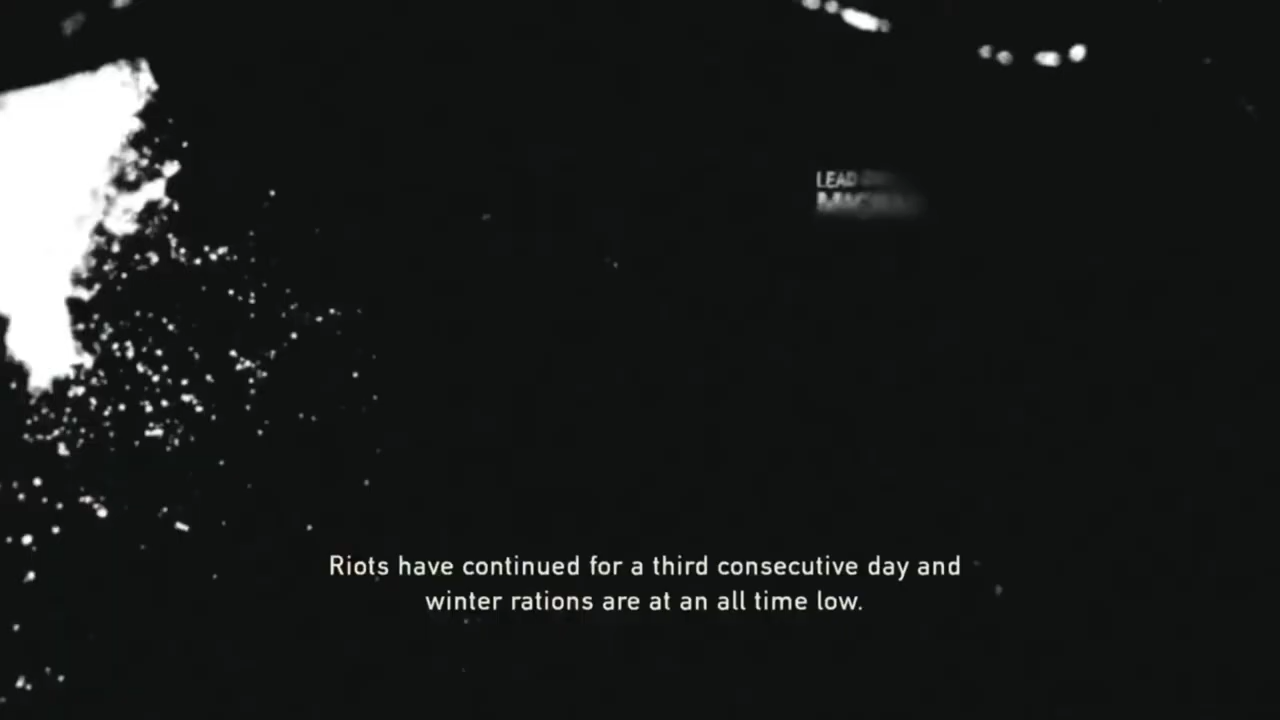 LEAD
Riots have continued for a third consecutive day and
winter rations are at an all time low.